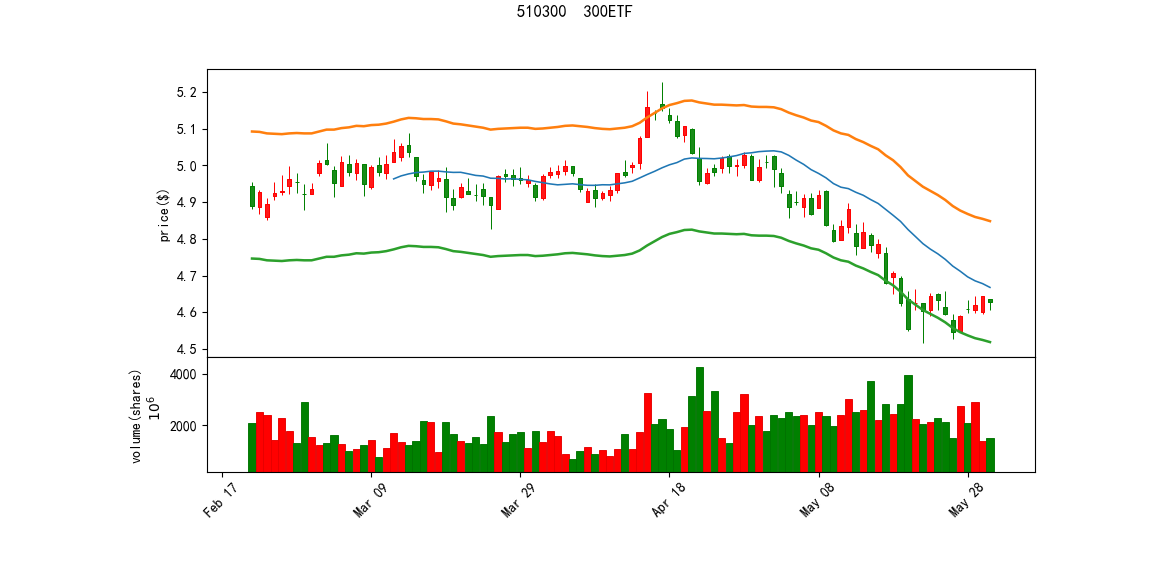 510300  300ETF
price($)
5.2
5.1
5.0
4.9
4.8
4.7
4.6
4.5
volume(shares)
10^6
4000
2000
Feb 17
Mar 09
Mar 29
Apr 18
May 08
May 28